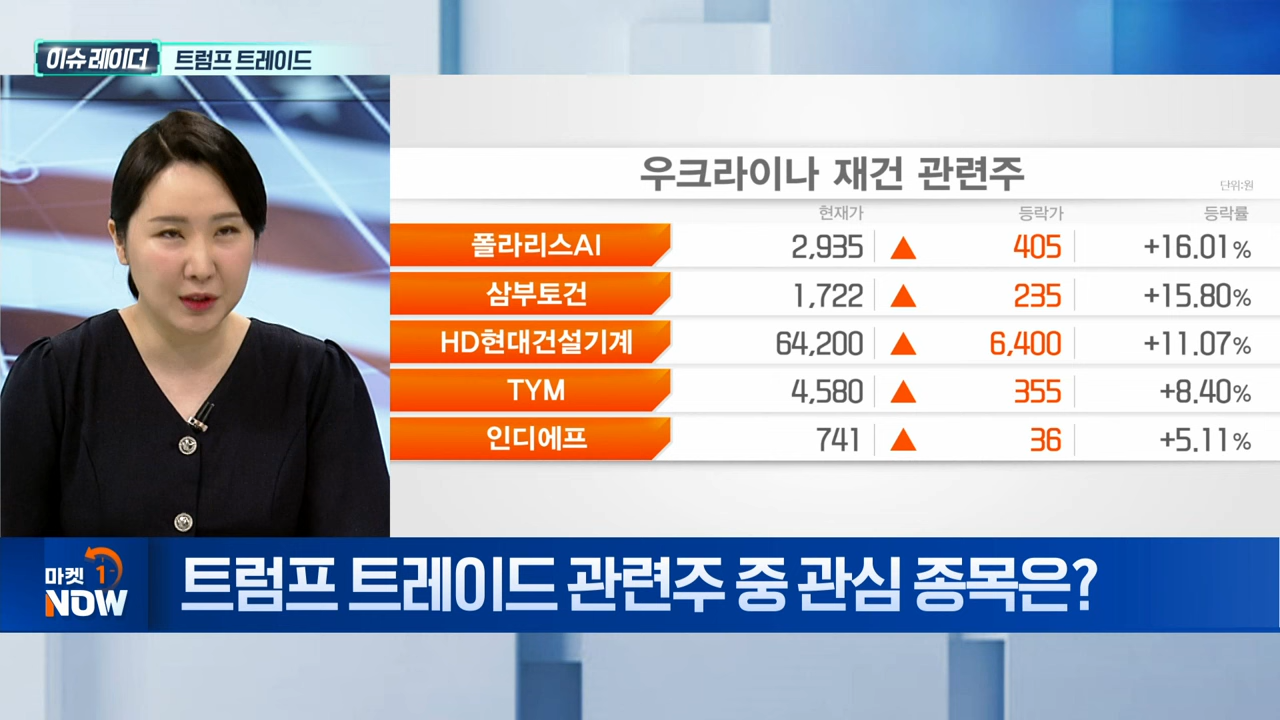 이슈 레이더 트럼프 트레이드
우크라이나 재건 관련주
단위:원
현재가 등락가 등락률
폴라리스AI 2,935 ▲ 405 +16.01%
삼부토건 1,722 ▲ 235 +15.80%
HD현대건설기계 64,200 ▲ 6,400 +11.07%
TYM 4,580 ▲ 355 +8.40%
인디에프 741 ▲ 36 +5.11%
마켓 1 NOW
트럼프 트레이드 관련주 중 관심 종목은?